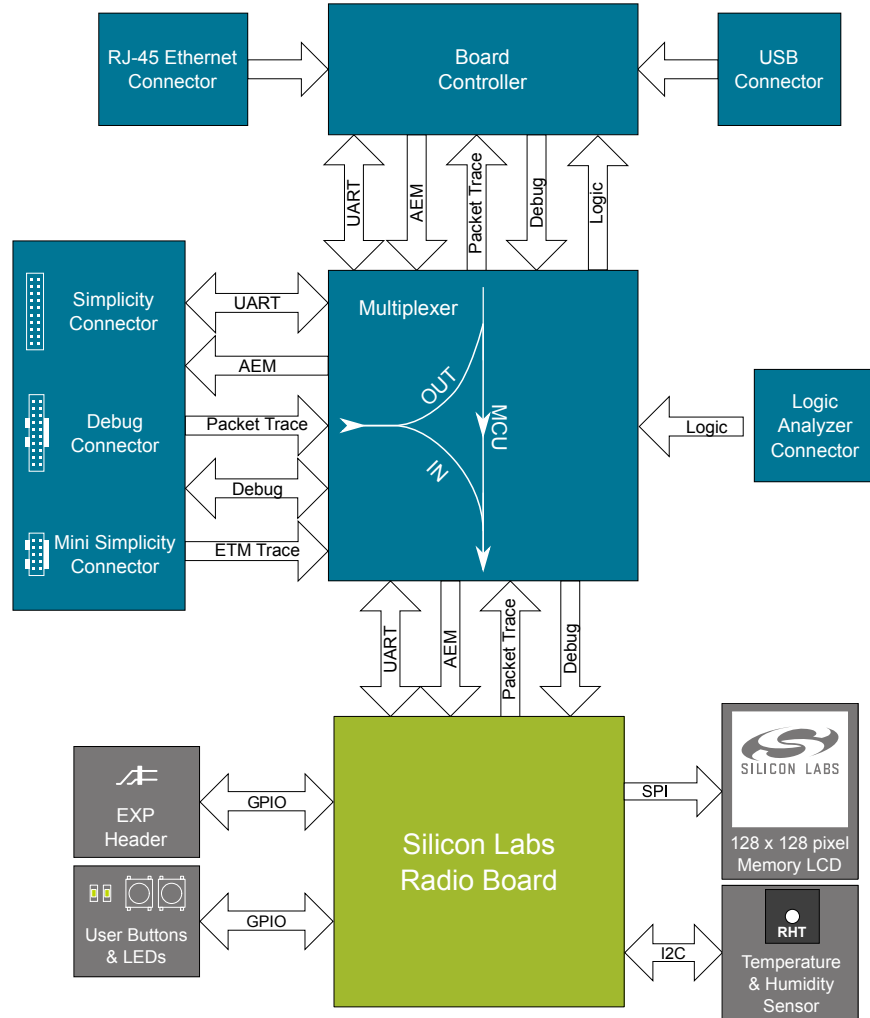 RJ-45 Ethernet
Connector
Board
Controller
USB
Connector
UART
AEM
Packet Trace
Debug
Logic
Simplicity
Connector
Debug
Connector
Mini Simplicity
Connector
UART
AEM
Packet Trace
Debug
ETM Trace
Multiplexer
OUT
MCU
IN
Logic
Logic
Analyzer
Connector
UART
AEM
Packet Trace
Debug
EXP
Header
GPIO
User Buttons
& LEDs
GPIO
Silicon Labs
Radio Board
SPI
SILICON LABS
128 x 128 pixel
Memory LCD
I2C
RHT
Temperature
& Humidity
Sensor